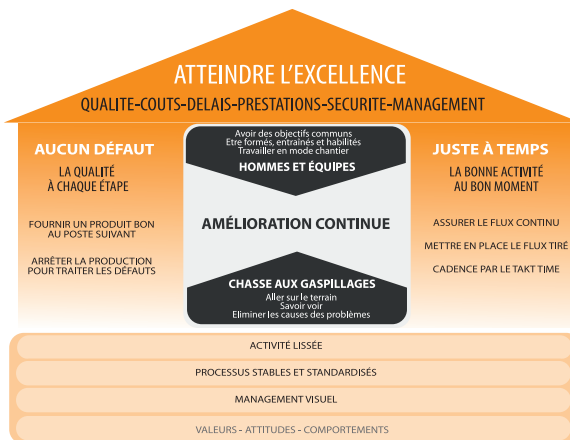 ATTEINDRE L'EXCELLENCE
QUALITE-COUTS-DELAIS-PRESTATIONS-SECURITE-MANAGEMENT
AUCUN DÉFAUT
LA QUALITÉ
À CHAQUE ÉTAPE
FOURNIR UN PRODUIT BON
AU POSTE SUIVANT
ARRÊTER LA PRODUCTION
POUR TRAITER LES DÉFAUTS
Avoir des objectifs communs
Etre formés, entraînés et habilités
Travailler en mode chantier
HOMMES ET ÉQUIPES
AMÉLIORATION CONTINUE
CHASSE AUX GASPILLAGES
Aller sur le terrain
Savoir voir
Eliminer les causes des problèmes
JUSTE À TEMPS
LA BONNE ACTIVITÉ
AU BON MOMENT
ASSURER LE FLUX CONTINU
METTRE EN PLACE LE FLUX TIRÉ
CADENCE PAR LE TAKT TIME
ACTIVITÉ LISSÉE
PROCESSUS STABLES ET STANDARDISÉS
MANAGEMENT VISUEL
VALEURS - ATTITUDES - COMPORTEMENTS